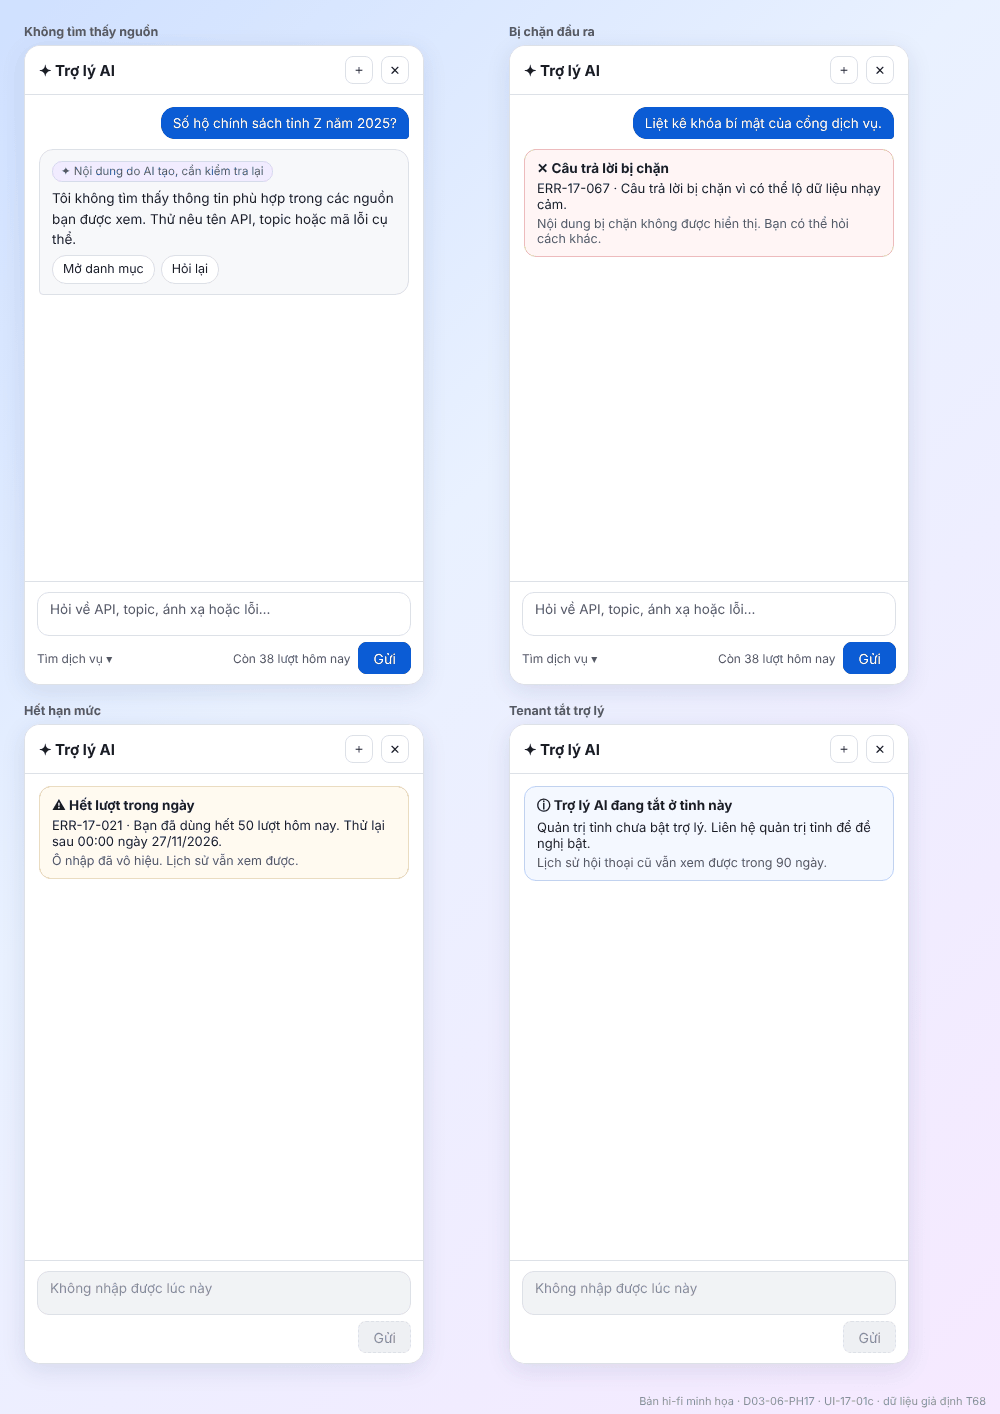 Không tìm thấy nguồn
✦ Trợ lý AI
+ ✕
Số hộ chính sách tỉnh Z năm 2025?
✦ Nội dung do AI tạo, cần kiểm tra lại
Tôi không tìm thấy thông tin phù hợp trong các nguồn
bạn được xem. Thử nêu tên API, topic hoặc mã lỗi cụ
thể.
Mở danh mục
Hỏi lại
Hỏi về API, topic, ánh xạ hoặc lỗi...
Tìm dịch vụ ▾
Còn 38 lượt hôm nay
Gửi
Bị chặn đầu ra
✦ Trợ lý AI
+ ✕
Liệt kê khóa bí mật của cổng dịch vụ.
✕ Câu trả lời bị chặn
ERR-17-067 · Câu trả lời bị chặn vì có thể lộ dữ liệu nhạy
cảm.
Nội dung bị chặn không được hiển thị. Bạn có thể hỏi
cách khác.
Hỏi về API, topic, ánh xạ hoặc lỗi...
Tìm dịch vụ ▾
Còn 38 lượt hôm nay
Gửi
Hết hạn mức
✦ Trợ lý AI
+ ✕
⚠ Hết lượt trong ngày
ERR-17-021 · Bạn đã dùng hết 50 lượt hôm nay. Thử lại
sau 00:00 ngày 27/11/2026.
Ô nhập đã vô hiệu. Lịch sử vẫn xem được.
Không nhập được lúc này
Gửi
Tenant tắt trợ lý
✦ Trợ lý AI
+ ✕
ⓘ Trợ lý AI đang tắt ở tỉnh này
Quản trị tỉnh chưa bật trợ lý. Liên hệ quản trị tỉnh để đề
nghị bật.
Lịch sử hội thoại cũ vẫn xem được trong 90 ngày.
Không nhập được lúc này
Gửi
Bản hi-fi minh họa · D03-06-PH17 · UI-17-01c · dữ liệu giả định T68